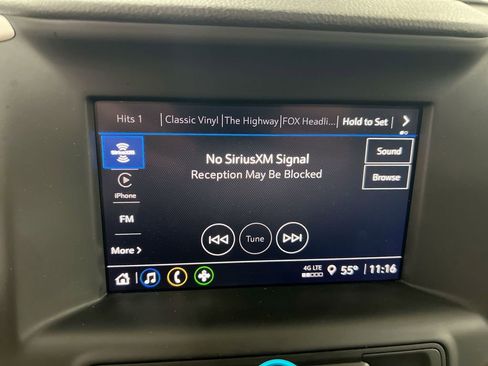 Hits 1 | Classic Vinyl | The Highway | FOX Headli... | Hold to Set |
SIRIUSXM
No SiriusXM Signal
Reception May Be Blocked
Sound
Browse
iPhone
FM
Tune
More >
4G LTE
55° | 11:16